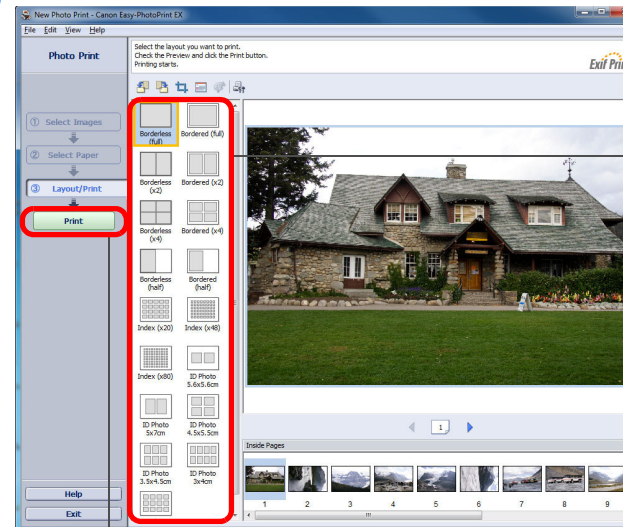 New Photo Print - Canon Easy-PhotoPrint EX
File Edit View Help
Photo Print
Select the layout you want to print.
Check the Preview and click the Print button.
Printing starts.
Exif Pri
① Select Images
② Select Paper
③ Layout/Print
Print
Borderless (full)
Bordered (full)
Borderless (x2)
Bordered (x2)
Borderless (x4)
Bordered (x4)
Borderless (half)
Bordered (half)
Index (x20)
Index (x48)
Index (x80)
ID Photo 5.6x5.6cm
ID Photo 5x7cm
ID Photo 4.5x5.5cm
ID Photo 3.5x4.5cm
ID Photo 3x4cm
1
Inside Pages
1 2 3 4 5 6 7 8 9
Help
Exit